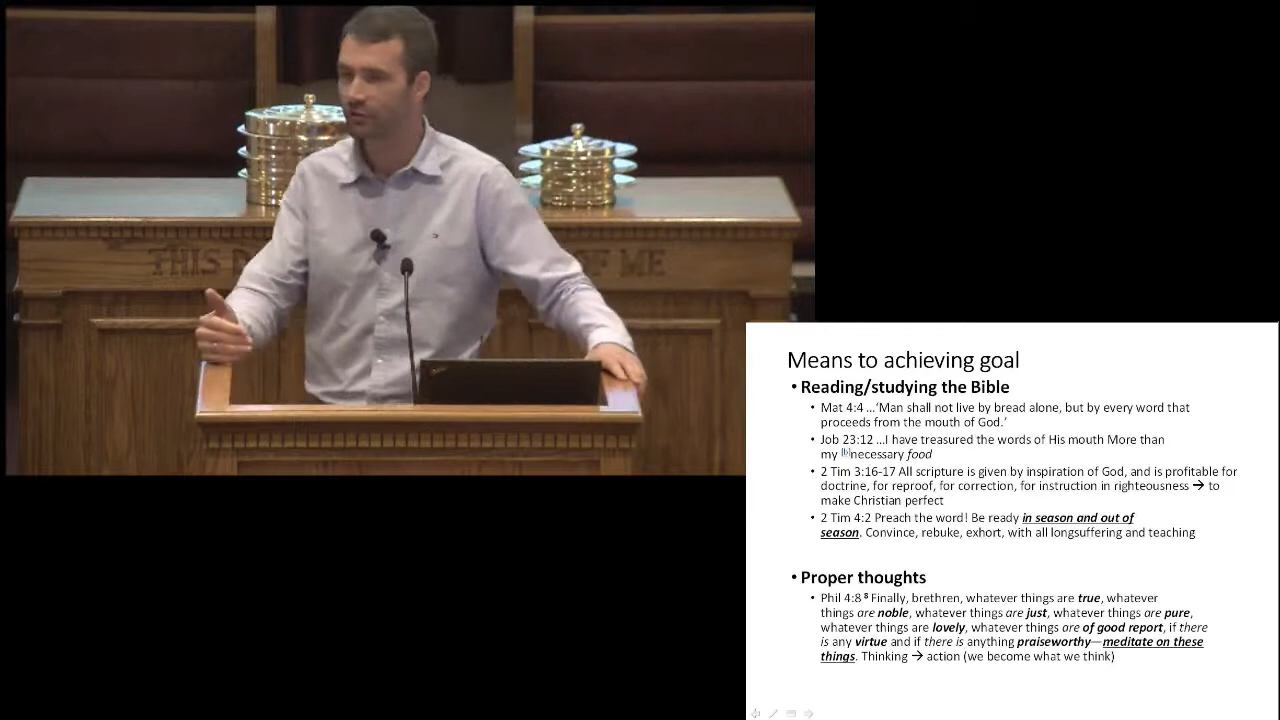 THIS D
OF ME
Means to achieving goal
• Reading/studying the Bible
• Mat 4:4 …‘Man shall not live by bread alone, but by every word that
proceeds from the mouth of God.’
• Job 23:12 …I have treasured the words of His mouth More than
my [b]necessary food
• 2 Tim 3:16-17 All scripture is given by inspiration of God, and is profitable for
doctrine, for reproof, for correction, for instruction in righteousness → to
make Christian perfect
• 2 Tim 4:2 Preach the word! Be ready in season and out of
season. Convince, rebuke, exhort, with all longsuffering and teaching
• Proper thoughts
• Phil 4:8 8 Finally, brethren, whatever things are true, whatever
things are noble, whatever things are just, whatever things are pure,
whatever things are lovely, whatever things are of good report, if there
is any virtue and if there is anything praiseworthy—meditate on these
things. Thinking → action (we become what we think)